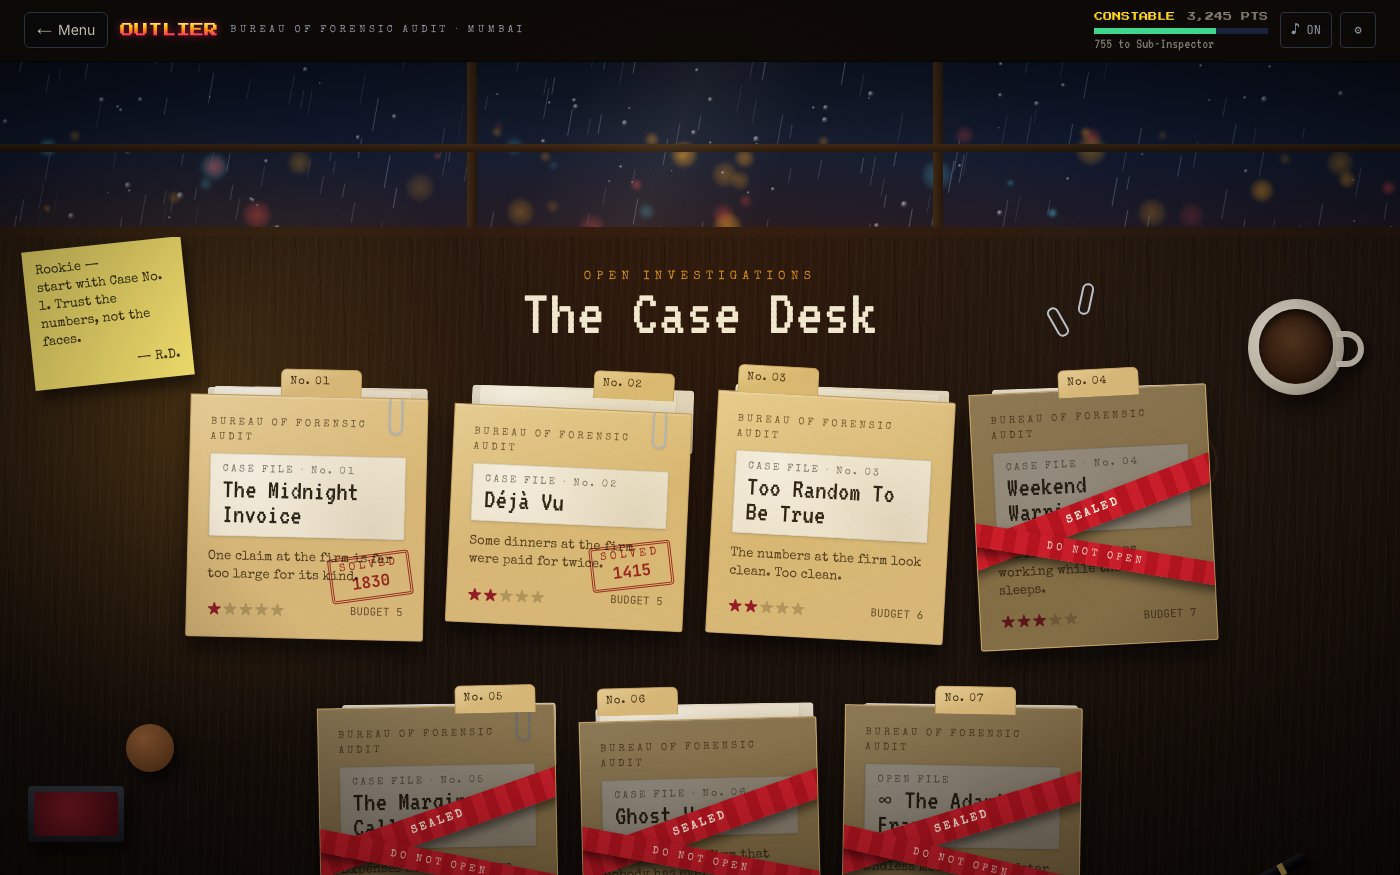 ← Menu
OUTLIER
BUREAU OF FORENSIC AUDIT · MUMBAI
CONSTABLE 3,245 PTS
755 to Sub-Inspector
♪ ON
Rookie —
start with Case No.
1. Trust the
numbers, not the
faces.
— R.D.
OPEN INVESTIGATIONS
The Case Desk
No. 01
BUREAU OF FORENSIC
AUDIT
CASE FILE · No. 01
The Midnight
Invoice
One claim at the firm is far
too large for its kind.
SOLVED
1830
BUDGET 5
No. 02
BUREAU OF FORENSIC
AUDIT
CASE FILE · No. 02
Déjà Vu
Some dinners at the firm
were paid for twice.
SOLVED
1415
BUDGET 5
No. 03
BUREAU OF FORENSIC
AUDIT
CASE FILE · No. 03
Too Random To
Be True
The numbers at the firm look
clean. Too clean.
BUDGET 6
No. 04
BUREAU OF FORENSIC
AUDIT
CASE FILE · No. 04
Weekend
SEALED
DO NOT OPEN
working while the
sleeps.
BUDGET 7
No. 05
BUREAU OF FORENSIC
AUDIT
CASE FILE · No. 05
The
SEALED
DO NOT OPEN
No. 06
BUREAU OF FORENSIC
AUDIT
CASE FILE · No. 06
Ghost
SEALED
DO NOT OPEN
that
No. 07
BUREAU OF FORENSIC
AUDIT
OPEN FILE
∞ The
SEALED
DO NOT OPEN